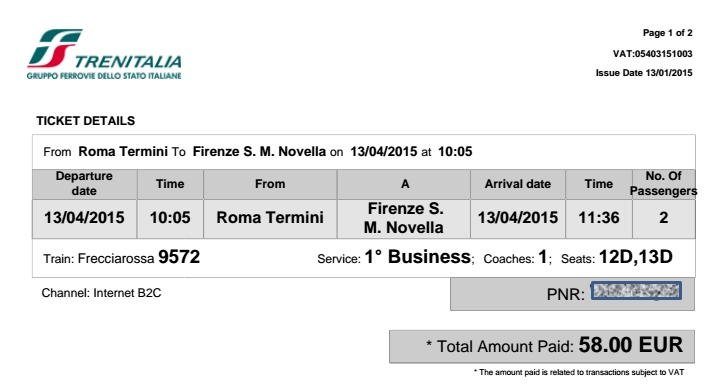 Page 1 of 2
VAT:05403151003
Issue Date 13/01/2015
TRENITALIA
GRUPPO FERROVIE DELLO STATO ITALIANE
TICKET DETAILS
From Roma Termini To Firenze S. M. Novella on 13/04/2015 at 10:05
Departure date Time From A Arrival date Time No. Of Passengers
13/04/2015 10:05 Roma Termini Firenze S. M. Novella 13/04/2015 11:36 2
Train: Frecciarossa 9572 Service: 1° Business; Coaches: 1; Seats: 12D,13D
Channel: Internet B2C
PNR:
* Total Amount Paid: 58.00 EUR
* The amount paid is related to transactions subject to VAT